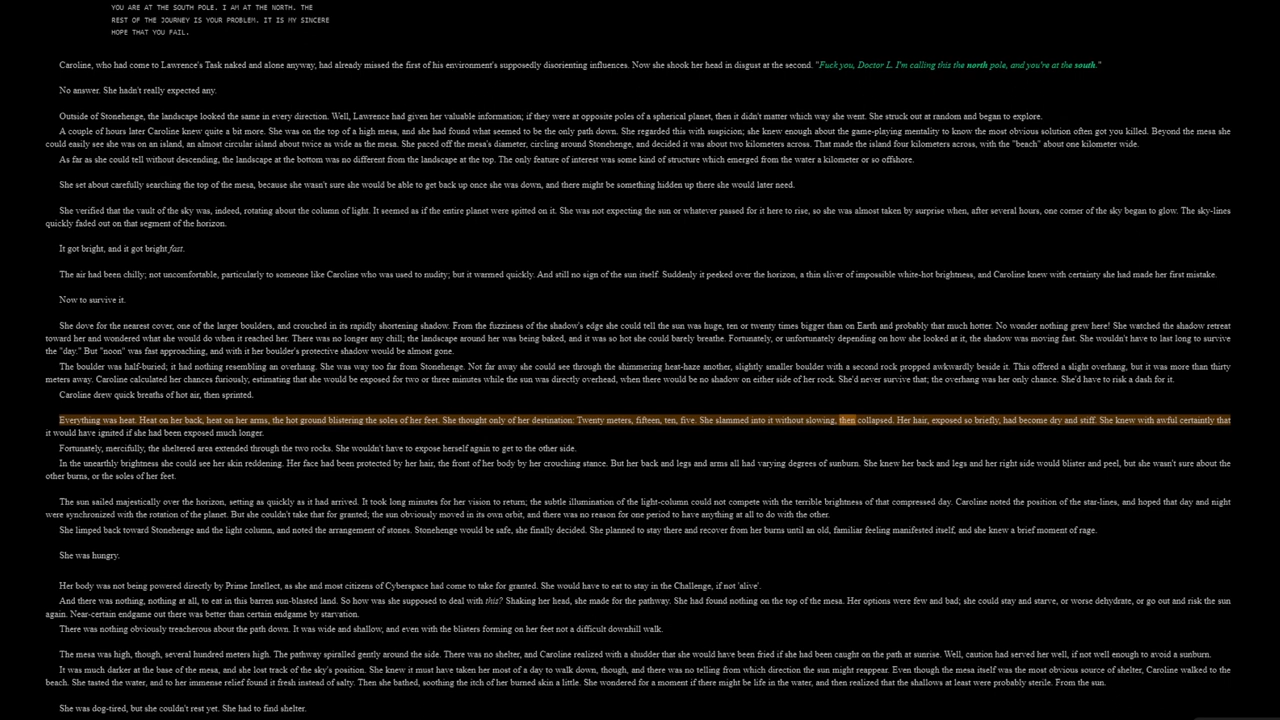 YOU ARE AT THE SOUTH POLE. I AM AT THE NORTH. THE
REST OF THE JOURNEY IS YOUR PROBLEM. IT IS MY SINCERE
HOPE THAT YOU FAIL.
Caroline, who had come to Lawrence's Task naked and alone anyway, had already missed the first of his environment's supposedly disorienting influences. Now she shook her head in disgust at the second. "Fuck you, Doctor L. I'm calling this the north pole, and you're at the south."
No answer. She hadn't really expected any.
Outside of Stonehenge, the landscape looked the same in every direction. Well, Lawrence had given her valuable information; if they were at opposite poles of a spherical planet, then it didn't matter which way she went. She struck out at random and began to explore.
A couple of hours later Caroline knew quite a bit more. She was on the top of a high mesa, and she had found what seemed to be the only path down. She regarded this with suspicion; she knew enough about the game-playing mentality to know the most obvious solution often got you killed. Beyond the mesa she
could easily see she was on an island, an almost circular island about twice as wide as the mesa. She paced off the mesa's diameter, circling around Stonehenge, and decided it was about two kilometers across. That made the island four kilometers across, with the "beach" about one kilometer wide.
As far as she could tell without descending, the landscape at the bottom was no different from the landscape at the top. The only feature of interest was some kind of structure which emerged from the water a kilometer or so offshore.
She set about carefully searching the top of the mesa, because she wasn't sure she would be able to get back up once she was down, and there might be something hidden up there she would later need.
She verified that the vault of the sky was, indeed, rotating about the column of light. It seemed as if the entire planet were spitted on it. She was not expecting the sun or whatever passed for it here to rise, so she was almost taken by surprise when, after several hours, one corner of the sky began to glow. The sky-lines
quickly faded out on that segment of the horizon.
It got bright, and it got bright fast.
The air had been chilly; not uncomfortable, particularly to someone like Caroline who was used to nudity; but it warmed quickly. And still no sign of the sun itself. Suddenly it peeked over the horizon, a thin sliver of impossible white-hot brightness, and Caroline knew with certainty she had made her first mistake.
Now to survive it.
She dove for the nearest cover, one of the larger boulders, and crouched in its rapidly shortening shadow. From the fuzziness of the shadow's edge she could tell the sun was huge, ten or twenty times bigger than on Earth and probably that much hotter. No wonder nothing grew here! She watched the shadow retreat
toward her and wondered what she would do when it reached her. There was no longer any chill; the landscape around her was being baked, and it was so hot she could barely breathe. Fortunately, or unfortunately depending on how she looked at it, the shadow was moving fast. She wouldn't have to last long to survive
the "day." But "noon" was fast approaching, and with it her boulder's protective shadow would be almost gone.
The boulder was half-buried; it had nothing resembling an overhang. She was way too far from Stonehenge. Not far away she could see through the shimmering heat-haze another, slightly smaller boulder with a second rock propped awkwardly beside it. This offered a slight overhang, but it was more than thirty
meters away. Caroline calculated her chances furiously, estimating that she would be exposed for two or three minutes while the sun was directly overhead, when there would be no shadow on either side of her rock. She'd never survive that; the overhang was her only chance. She'd have to risk a dash for it.
Caroline drew quick breaths of hot air, then sprinted.
Everything was heat. Heat on her back, heat on her arms, the hot ground blistering the soles of her feet. She thought only of her destination: Twenty meters, fifteen, ten, five. She slammed into it without slowing, then collapsed. Her hair, exposed so briefly, had become dry and stiff. She knew with awful certaintly that
it would have ignited if she had been exposed much longer.
Fortunately, mercifully, the sheltered area extended through the two rocks. She wouldn't have to expose herself again to get to the other side.
In the unearthly brightness she could see her skin reddening. Her face had been protected by her hair, the front of her body by her crouching stance. But her back and legs and arms all had varying degrees of sunburn. She knew her back and legs and her right side would blister and peel, but she wasn't sure about the
other burns, or the soles of her feet.
The sun sailed majestically over the horizon, setting as quickly as it had arrived. It took long minutes for her vision to return; the subtle illumination of the light-column could not compete with the terrible brightness of that compressed day. Caroline noted the position of the star-lines, and hoped that day and night
were synchronized with the rotation of the planet. But she couldn't take that for granted; the sun obviously moved in its own orbit, and there was no reason for one period to have anything at all to do with the other.
She limped back toward Stonehenge and the light column, and noted the arrangement of stones. Stonehenge would be safe, she finally decided. She planned to stay there and recover from her burns until an old, familiar feeling manifested itself, and she knew a brief moment of rage.
She was hungry.
Her body was not being powered directly by Prime Intellect, as she and most citizens of Cyberspace had come to take for granted. She would have to eat to stay in the Challenge, if not 'alive'.
And there was nothing, nothing at all, to eat in this barren sun-blasted land. So how was she supposed to deal with this? Shaking her head, she made for the pathway. She had found nothing on the top of the mesa. Her options were few and bad; she could stay and starve, or worse dehydrate, or go out and risk the sun
again. Near-certain endgame out there was better than certain endgame by starvation.
There was nothing obviously treacherous about the path down. It was wide and shallow, and even with the blisters forming on her feet not a difficult downhill walk.
The mesa was high, though, several hundred meters high. The pathway spiralled gently around the side. There was no shelter, and Caroline realized with a shudder that she would have been fried if she had been caught on the path at sunrise. Well, caution had served her well, if not well enough to avoid a sunburn.
It was much darker at the base of the mesa, and she lost track of the sky's position. She knew it must have taken her most of a day to walk down, though, and there was no telling from which direction the sun might reappear. Even though the mesa itself was the most obvious source of shelter, Caroline walked to the
beach. She tasted the water, and to her immense relief found it fresh instead of salty. Then she bathed, soothing the itch of her burned skin a little. She wondered for a moment if there might be life in the water, and then realized that the shallows at least were probably sterile. From the sun.
She was dog-tired, but she couldn't rest yet. She had to find shelter.